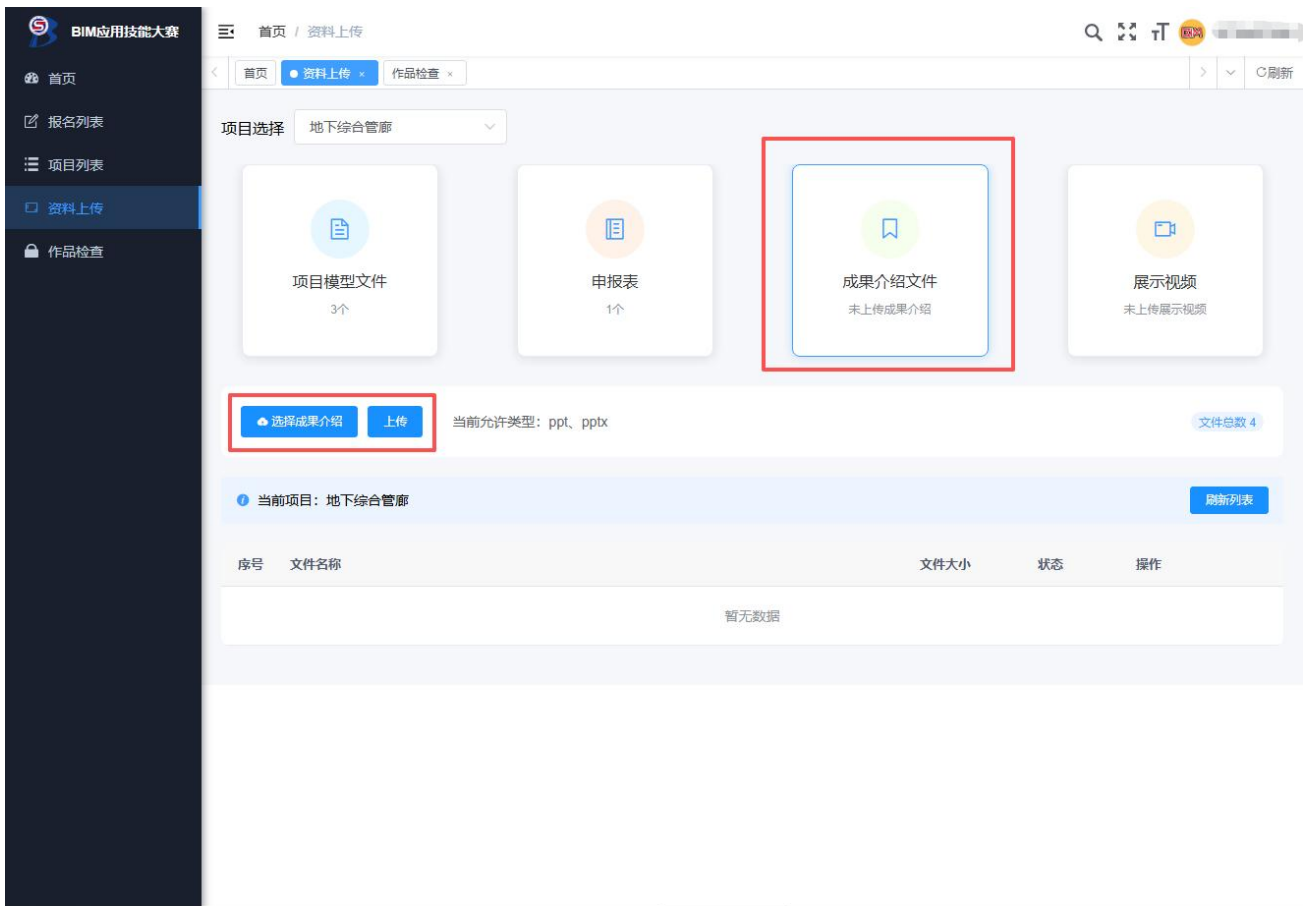 BIM应用技能大赛
首页 / 资料上传
首页
报名列表
项目列表
资料上传
作品检查
首页 资料上传 × 作品检查 × 刷新
项目选择 地下综合管廊
项目模型文件
3个
申报表
1个
成果介绍文件
未上传成果介绍
展示视频
未上传展示视频
选择成果介绍 上传 当前允许类型：ppt、pptx 文件总数 4
当前项目：地下综合管廊 刷新列表
序号 文件名称 文件大小 状态 操作
暂无数据